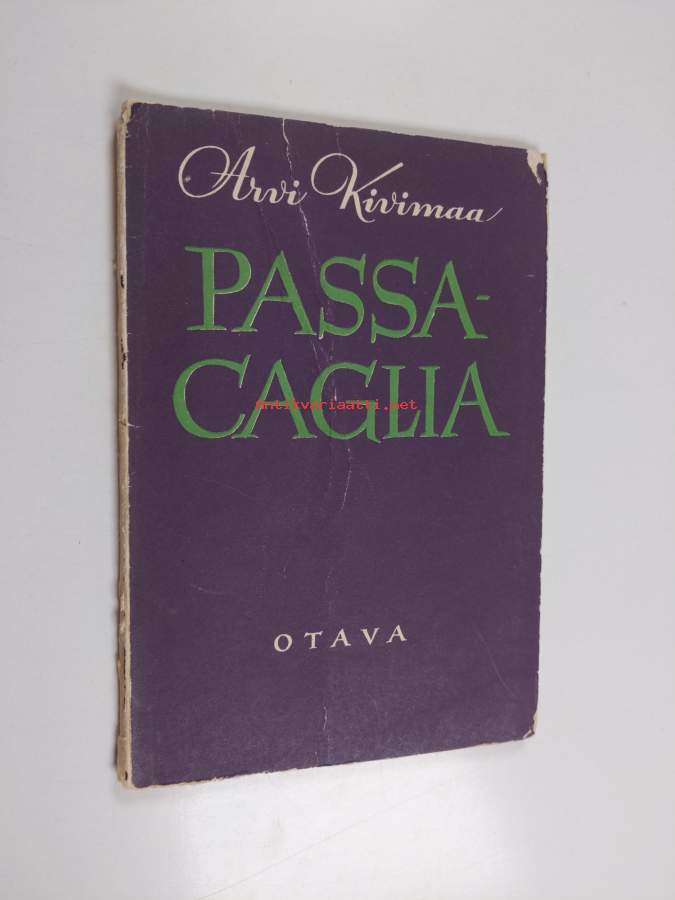 Arvi Kivimaa
PASSA-
CAGLIA
Antikvariaatti.net
OTAVA